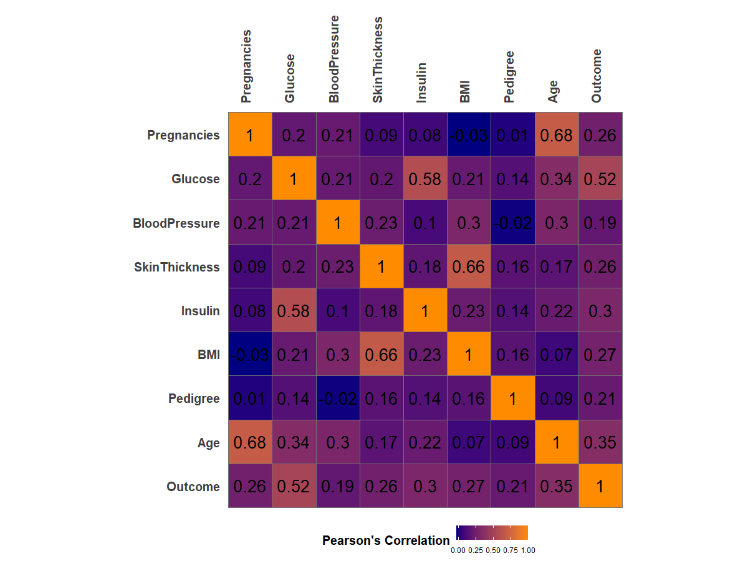 Pregnancies Glucose BloodPressure SkinThickness Insulin BMI Pedigree Age Outcome
Pregnancies 1 0.2 0.21 0.09 0.08 -0.03 0.01 0.68 0.26
Glucose 0.2 1 0.21 0.2 0.58 0.21 0.14 0.34 0.52
BloodPressure 0.21 0.21 1 0.23 0.1 0.3 -0.02 0.3 0.19
SkinThickness 0.09 0.2 0.23 1 0.18 0.66 0.16 0.17 0.26
Insulin 0.08 0.58 0.1 0.18 1 0.23 0.14 0.22 0.3
BMI -0.03 0.21 0.3 0.66 0.23 1 0.16 0.07 0.27
Pedigree 0.01 0.14 -0.02 0.16 0.14 0.16 1 0.09 0.21
Age 0.68 0.34 0.3 0.17 0.22 0.07 0.09 1 0.35
Outcome 0.26 0.52 0.19 0.26 0.3 0.27 0.21 0.35 1
Pearson's Correlation
0.00 0.25 0.50 0.75 1.00